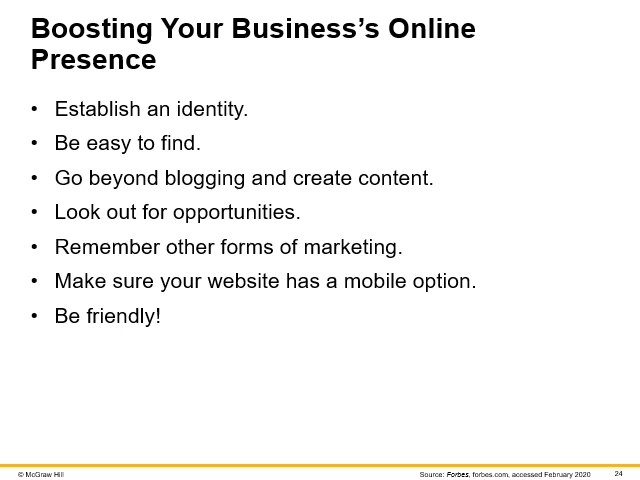 Boosting Your Business’s Online
Presence
• Establish an identity.
• Be easy to find.
• Go beyond blogging and create content.
• Look out for opportunities.
• Remember other forms of marketing.
• Make sure your website has a mobile option.
• Be friendly!
© McGraw Hill
Source: Forbes, forbes.com, accessed February 2020
24